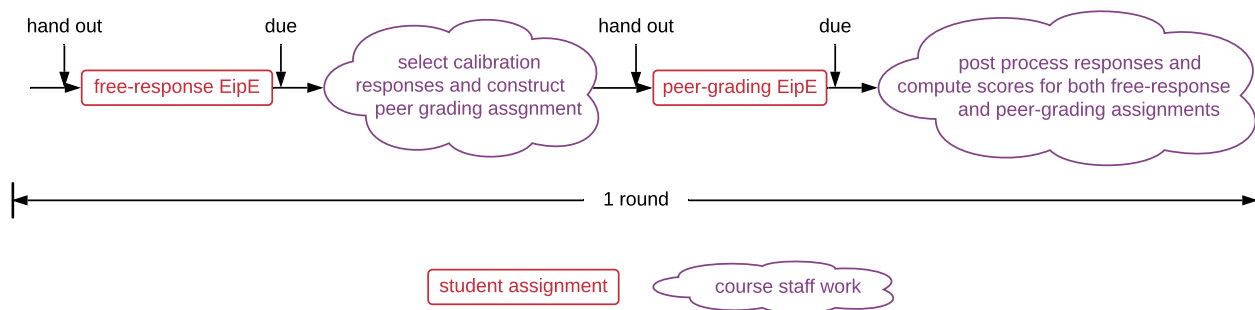 hand out
due
hand out
due
free-response EipE
select calibration
responses and construct
peer grading assgnment
peer-grading EipE
post process responses and
compute scores for both free-response
and peer-grading assignments
1 round
student assignment
course staff work